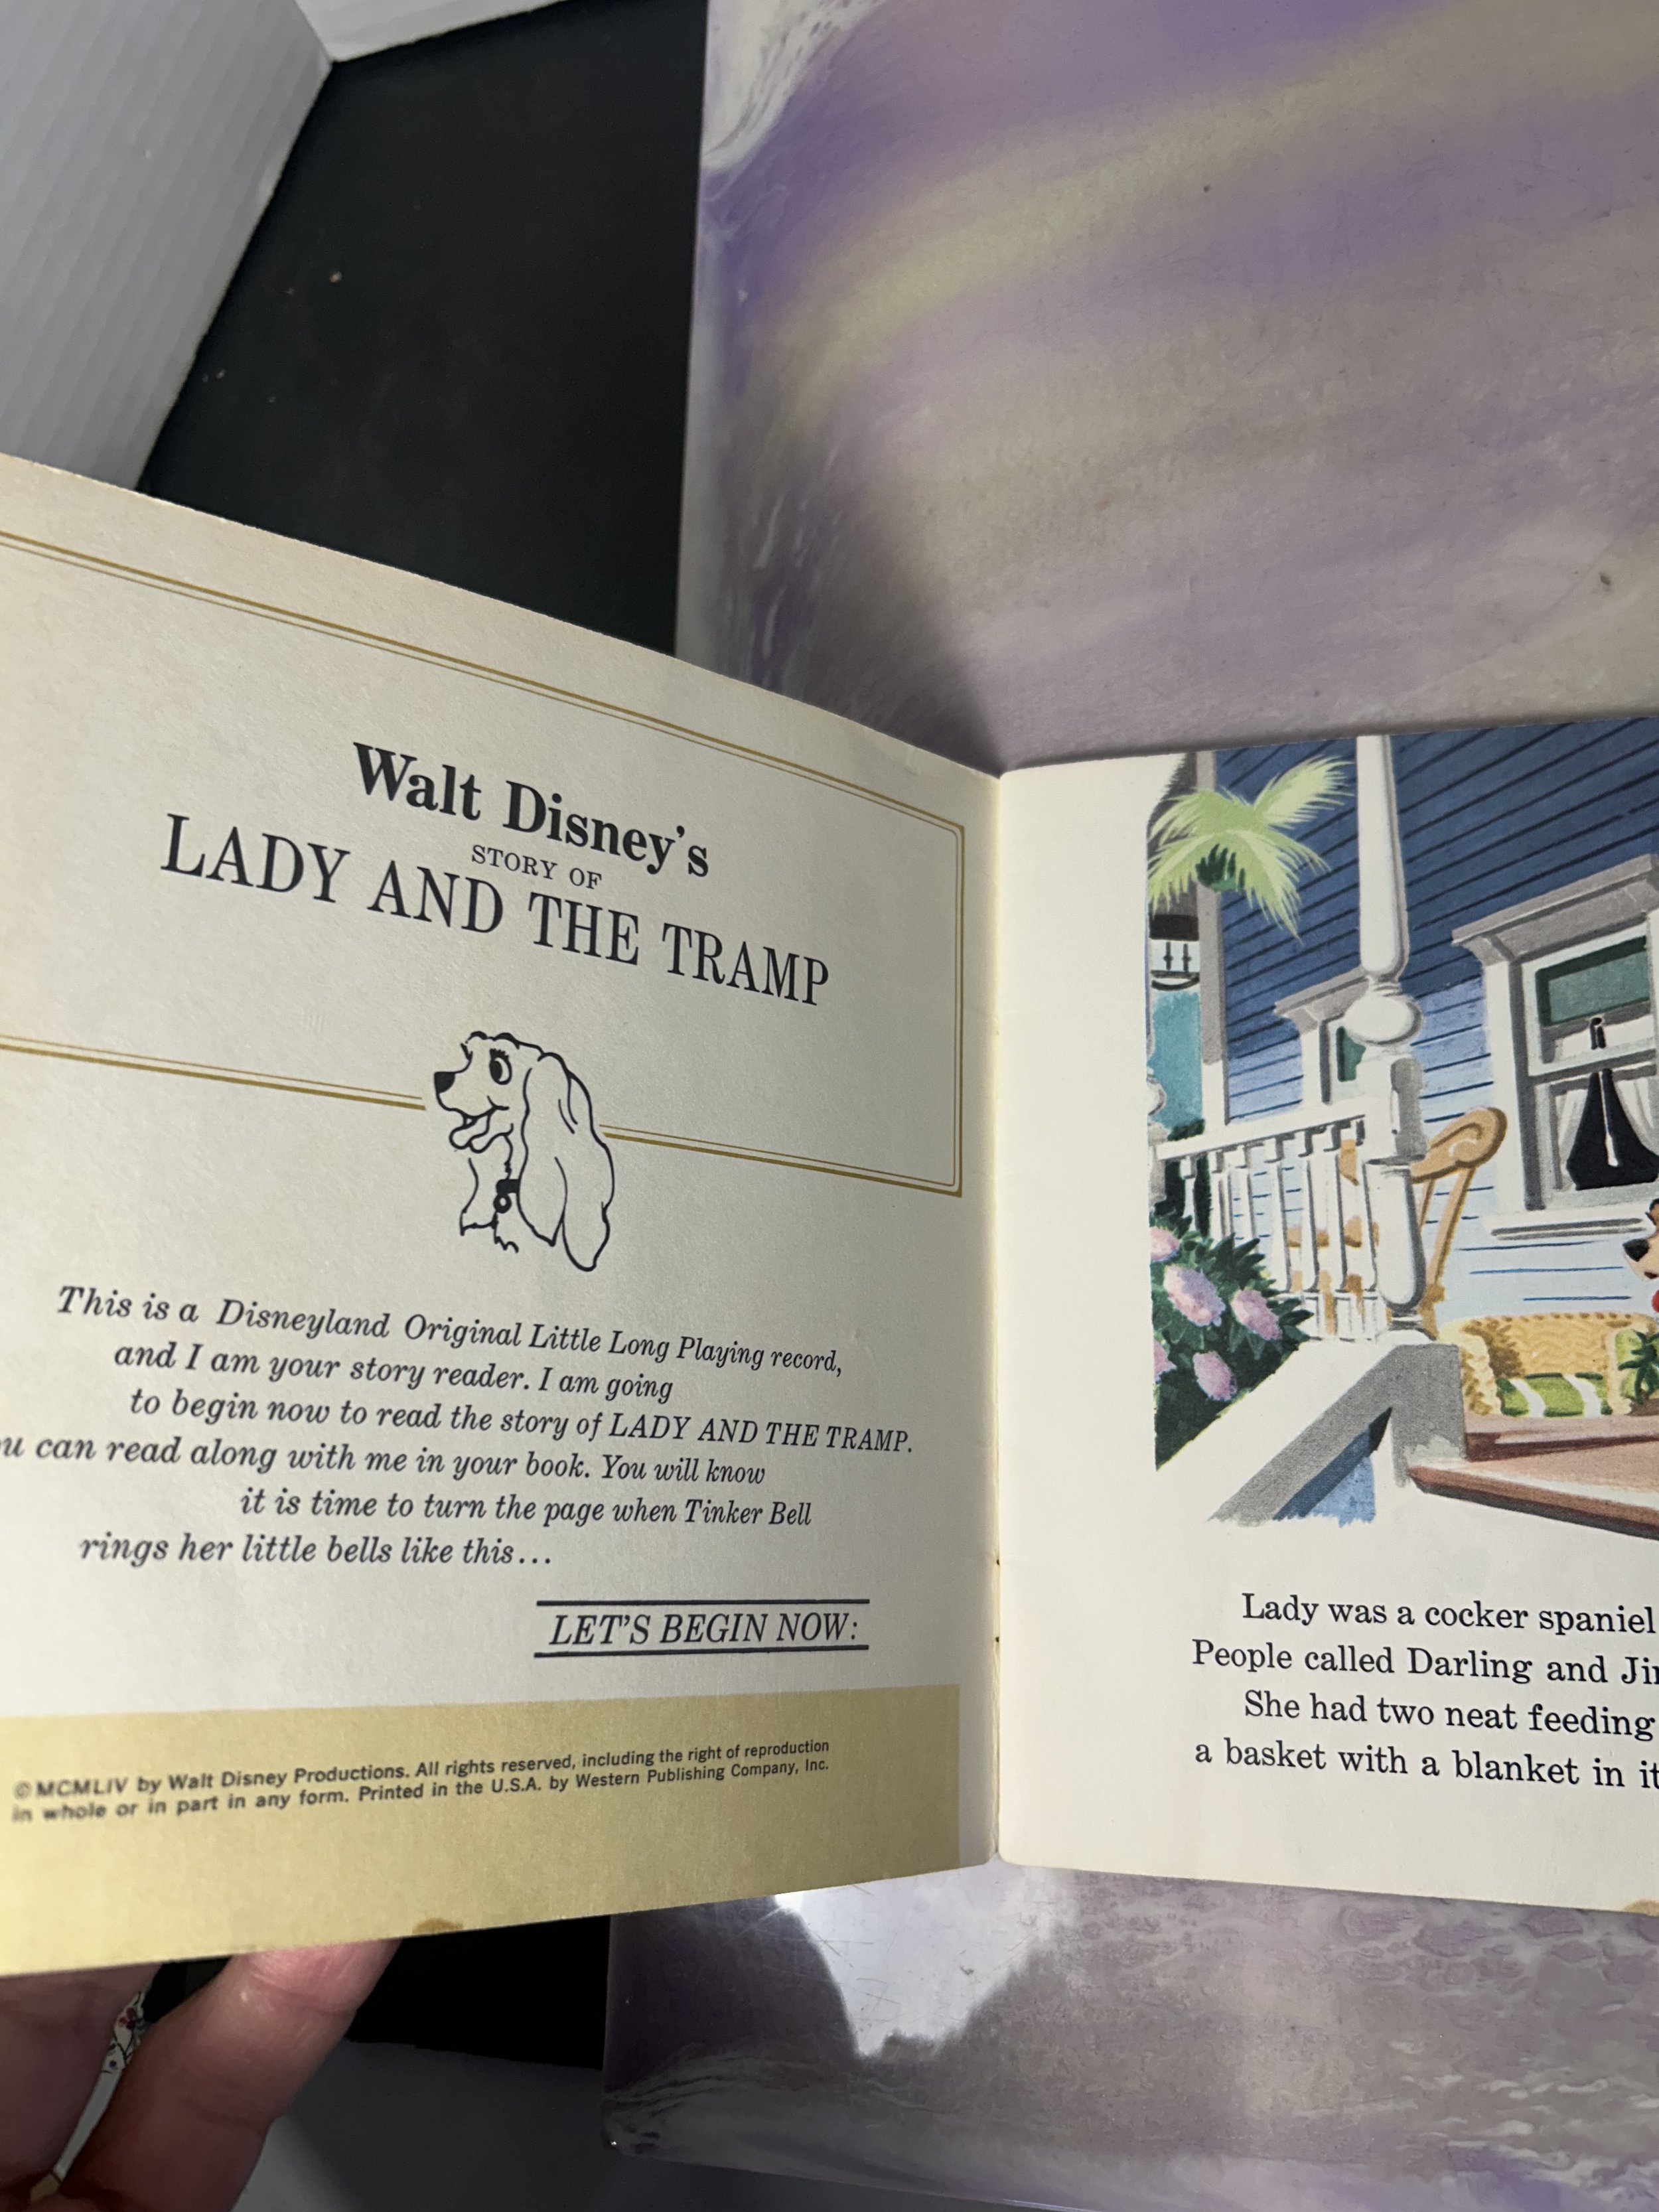 Walt Disney's
STORY OF
LADY AND THE TRAMP
This is a Disneyland Original Little Long Playing record,
and I am your story reader. I am going
to begin now to read the story of LADY AND THE TRAMP.
can read along with me in your book. You will know
it is time to turn the page when Tinker Bell
rings her little bells like this...
LET'S BEGIN NOW:
© MCMLIV by Walt Disney Productions. All rights reserved, including the right of reproduction
in whole or in part in any form. Printed in the U.S.A. by Western Publishing Company, Inc.
Lady was a cocker spaniel
People called Darling and
She had two neat feeding
a basket with a blanket in it